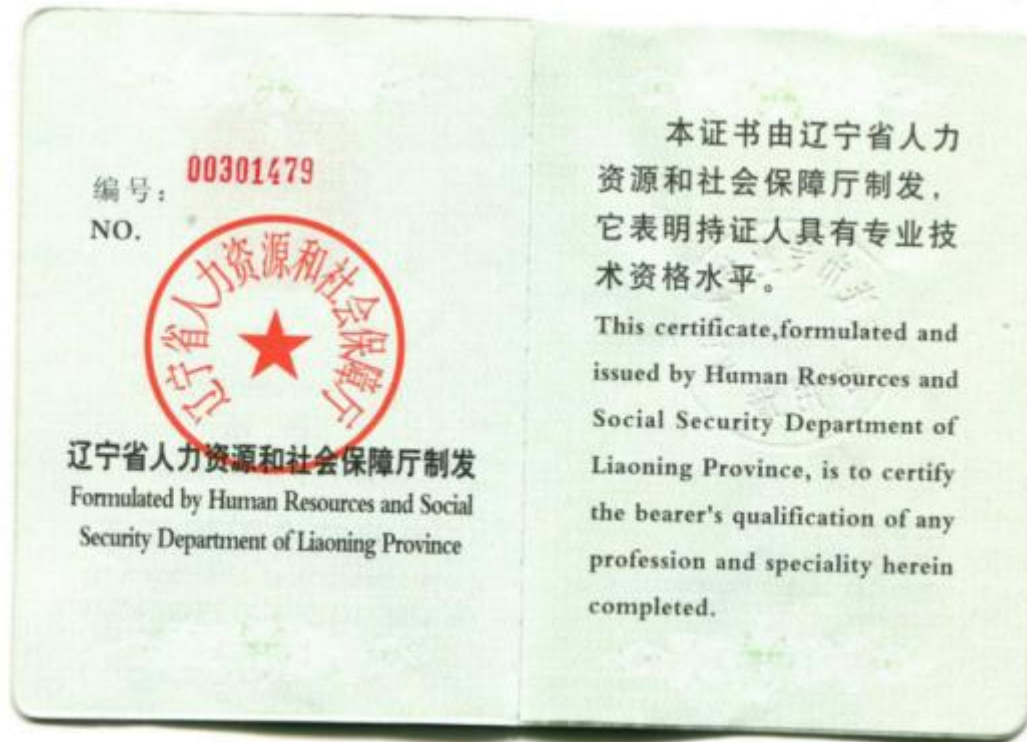 编号：00301479
NO.
辽宁省人力资源和社会保障厅
辽宁省人力资源和社会保障厅制发
Formulated by Human Resources and Social
Security Department of Liaoning Province
本证书由辽宁省人力
资源和社会保障厅制发，
它表明持证人具有专业技
术资格水平。
This certificate,formulated and
issued by Human Resources and
Social Security Department of
Liaoning Province, is to certify
the bearer's qualification of any
profession and speciality herein
completed.